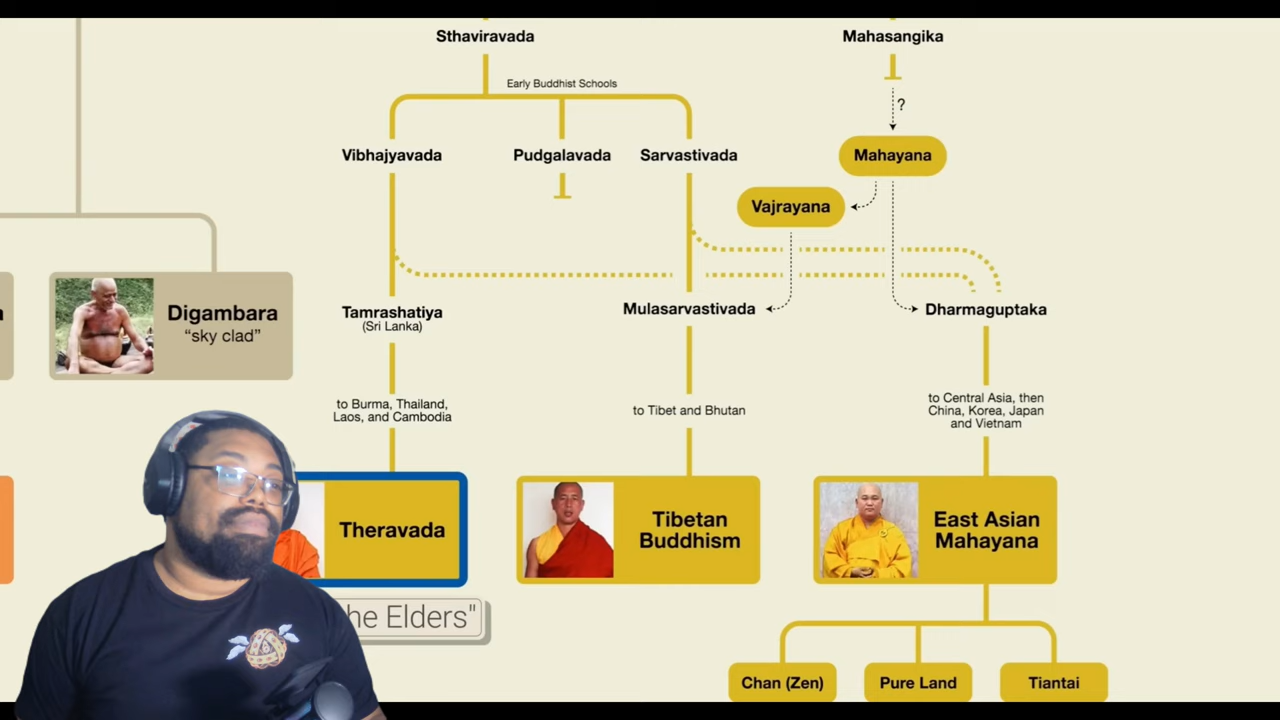 Sthaviravada
Mahasangika
Early Buddhist Schools
?
Vibhajyavada
Pudgalavada
Sarvastivada
Mahayana
Vajrayana
Digambara
"sky clad"
Tamrashatiya
(Sri Lanka)
Mulasarvastivada
Dharmaguptaka
to Burma, Thailand,
Laos, and Cambodia
to Tibet and Bhutan
to Central Asia, then
China, Korea, Japan
and Vietnam
Theravada
Tibetan
Buddhism
East Asian
Mahayana
Elders"
Chan (Zen)
Pure Land
Tiantai